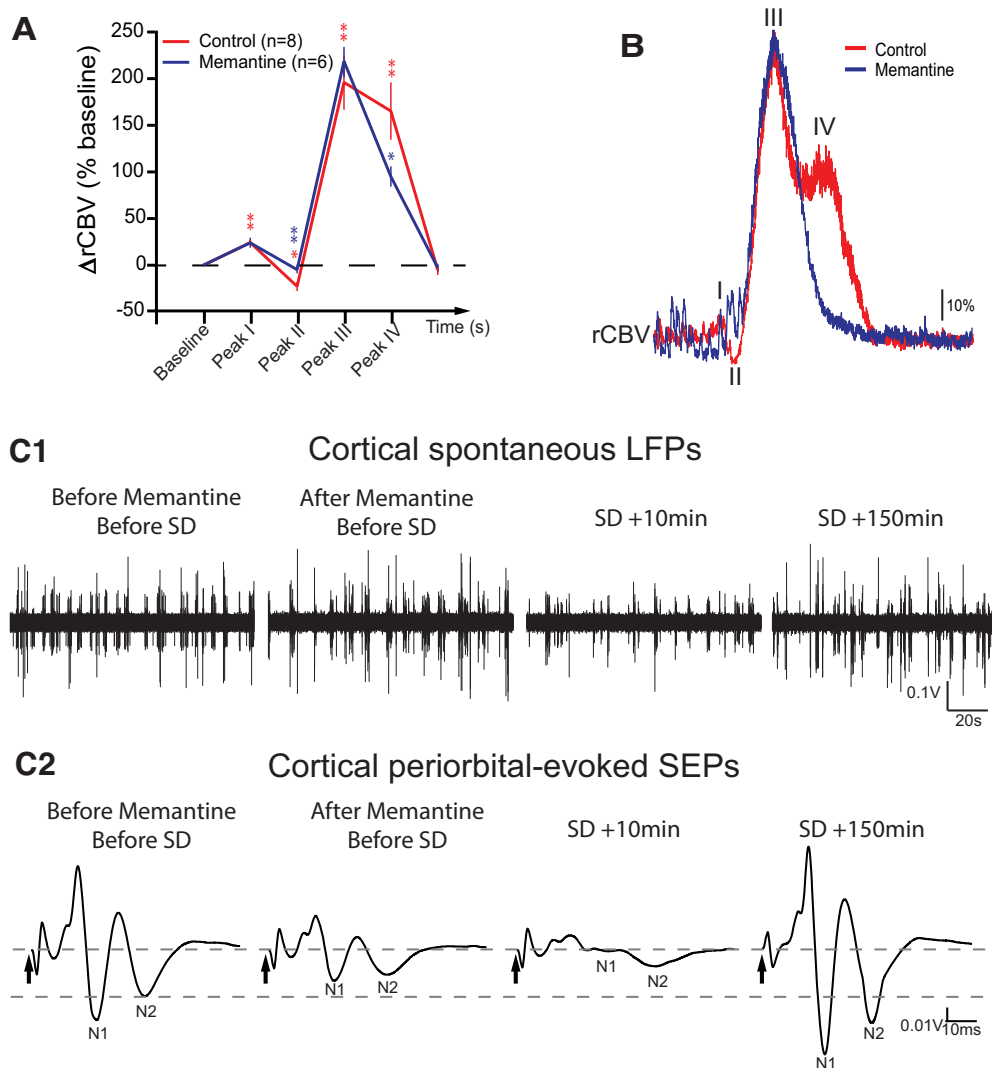 A
250
200
150
100
50
0
-50
ΔrCBV (% baseline)
Control (n=8)
Memantine (n=6)
**
***
*
**
**
*
Baseline
Peak I
Peak II
Peak III
Peak IV
Time (s)
B
III
Control
Memantine
IV
I
10%
rCBV
II
C1
Cortical spontaneous LFPs
Before Memantine
Before SD
After Memantine
Before SD
SD +10min
SD +150min
0.1V
20s
C2
Cortical periorbital-evoked SEPs
Before Memantine
Before SD
After Memantine
Before SD
SD +10min
SD +150min
N1
N2
N1
N2
N1
N2
N1
N2
0.01V
10ms